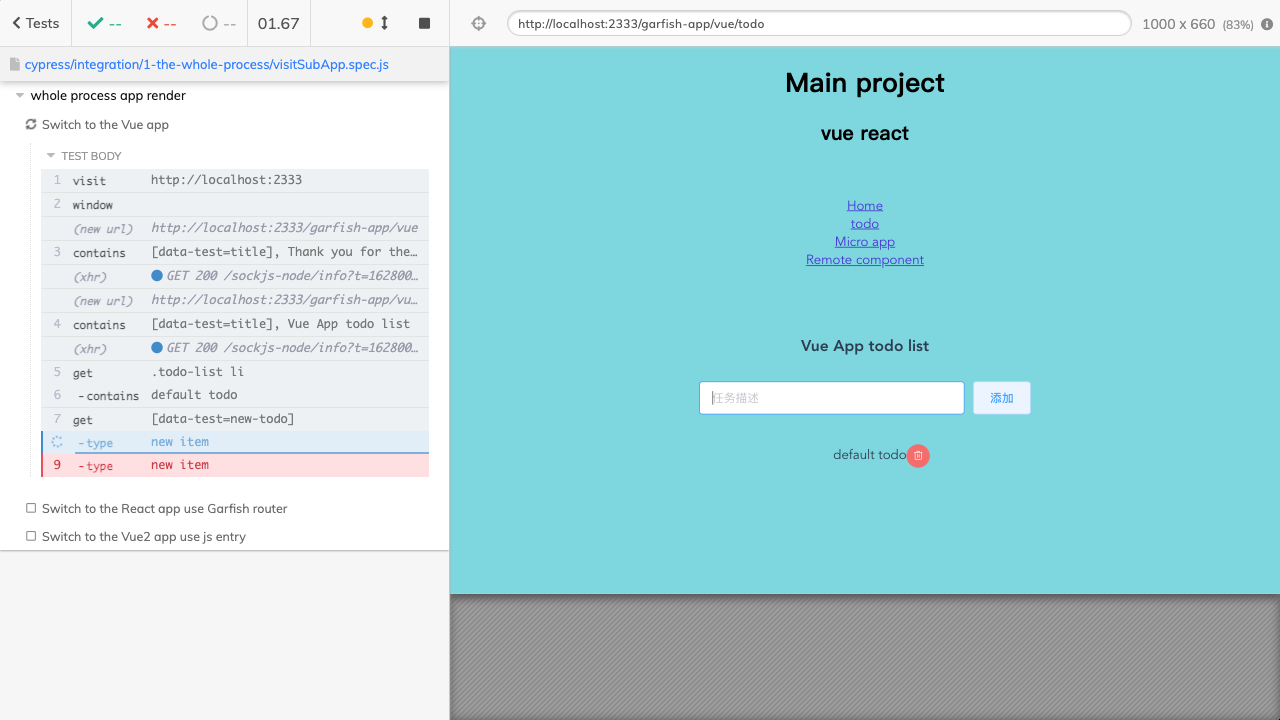 Tests
--
--
--
01.67
cypress/integration/1-the-whole-process/visitSubApp.spec.js
whole process app render
Switch to the Vue app
TEST BODY
1 visit http://localhost:2333
2 window
(new url) http://localhost:2333/garfish-app/vue
3 contains [data-test=title], Thank you for the…
(xhr) GET 200 /sockjs-node/info?t=162800…
(new url) http://localhost:2333/garfish-app/vu…
4 contains [data-test=title], Vue App todo list
(xhr) GET 200 /sockjs-node/info?t=162800…
5 get .todo-list li
6 -contains default todo
7 get [data-test=new-todo]
-type new item
9 -type new item
Switch to the React app use Garfish router
Switch to the Vue2 app use js entry
http://localhost:2333/garfish-app/vue/todo
1000 x 660 (83%)
Main project
vue react
Home
todo
Micro app
Remote component
Vue App todo list
任务描述
添加
default todo